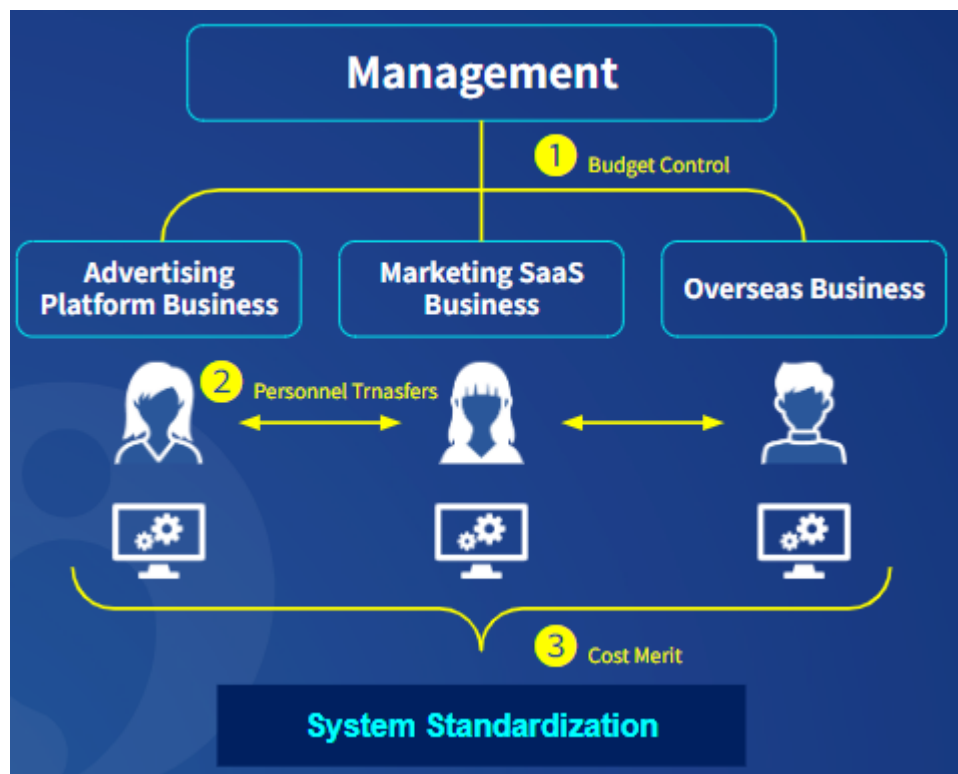 Management
1 Budget Control
Advertising
Platform Business
Marketing SaaS
Business
Overseas Business
2 Personnel Trnasfers
3 Cost Merit
System Standardization